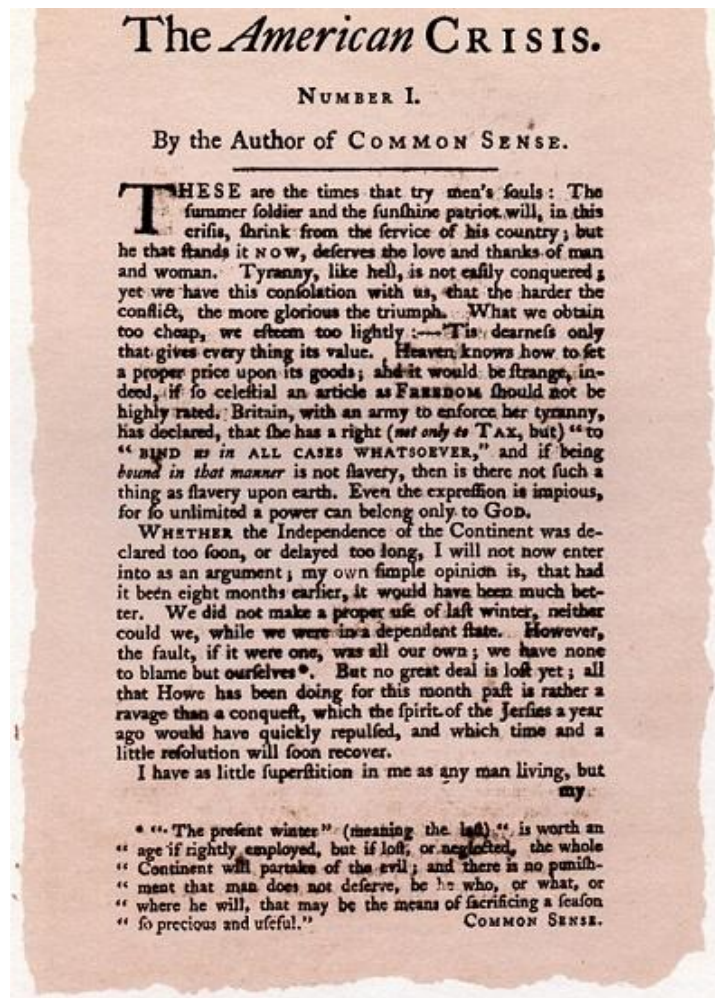 The American CRISIS.
NUMBER I.
By the Author of COMMON SENSE.
THESE are the times that try men's ſouls : The
ſummer ſoldier and the ſunſhine patriot will, in this
criſis, ſhrink from the ſervice of his country ; but
he that ſtands it NOW, deſerves the love and thanks of man
and woman. Tyranny, like hell, is not eaſily conquered ;
yet we have this conſolation with us, that the harder the
conflict, the more glorious the triumph. What we obtain
too cheap, we eſteem too lightly :—'Tis dearneſs only
that gives every thing its value. Heaven knows how to ſet
a proper price upon its goods ; and it would be ſtrange, in-
deed, if ſo celeſtial an article as FREEDOM ſhould not be
highly rated. Britain, with an army to enforce her tyranny,
has declared, that ſhe has a right (not only to TAX, but) “ to
“ BIND us in ALL CASES WHATSOEVER,” and if being
bound in that manner is not ſlavery, then is there not ſuch a
thing as ſlavery upon earth. Even the expreſſion is impious,
for ſo unlimited a power can belong only to GOD.
WHETHER the Independence of the Continent was de-
clared too ſoon, or delayed too long, I will not now enter
into as an argument ; my own ſimple opinion is, that had
it been eight months earlier, it would have been much bet-
ter. We did not make a proper uſe of laſt winter, neither
could we, while we were in a dependent ſtate. However,
the fault, if it were one, was all our own ; we have none
to blame but ourſelves*. But no great deal is loſt yet ; all
that Howe has been doing for this month paſt is rather a
ravage than a conqueſt, which the ſpirit of the Jerſies a year
ago would have quickly repulſed, and which time and a
little reſolution will ſoon recover.
I have as little ſuperſtition in me as any man living, but
my
* “ The preſent winter” (meaning the laſt) “ is worth an
“ age if rightly employed, but if loſt, or neglected, the whole
“ Continent will partake of the evil ; and there is no puniſh-
“ ment that man does not deſerve, be he who, or what, or
“ where he will, that may be the means of ſacrificing a ſeaſon
“ ſo precious and uſeful.” COMMON SENSE.